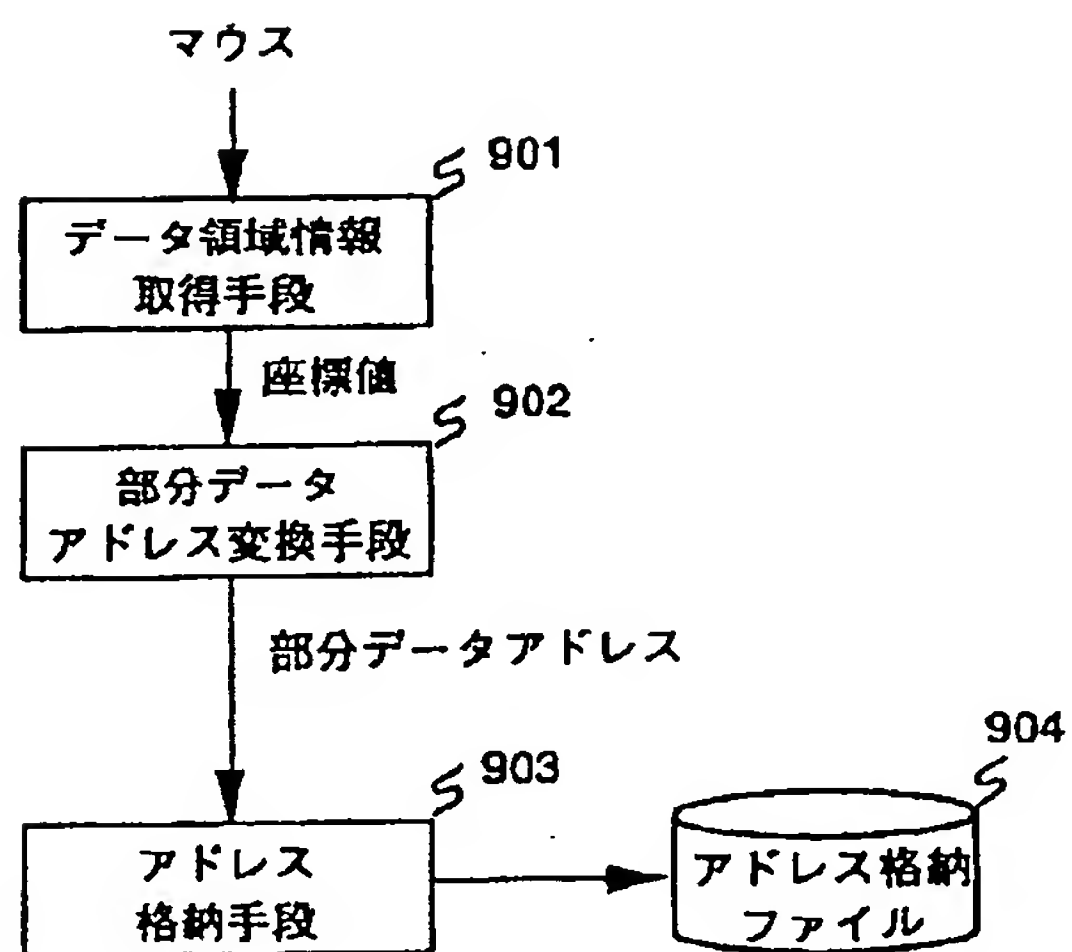 マウス
901
データ領域情報
取得手段
座標値
902
部分データ
アドレス変換手段
部分データアドレス
904
903
アドレス
格納手段
アドレス格納
ファイル